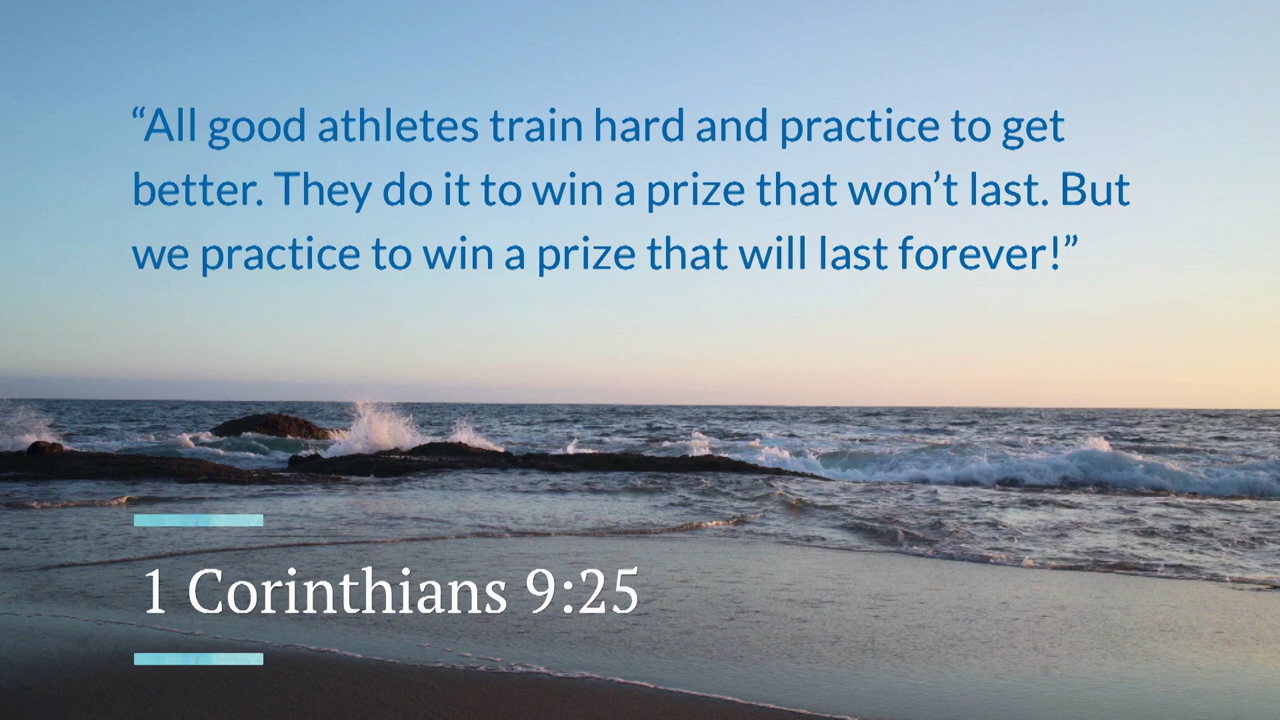 “All good athletes train hard and practice to get
better. They do it to win a prize that won’t last. But
we practice to win a prize that will last forever!”
1 Corinthians 9:25